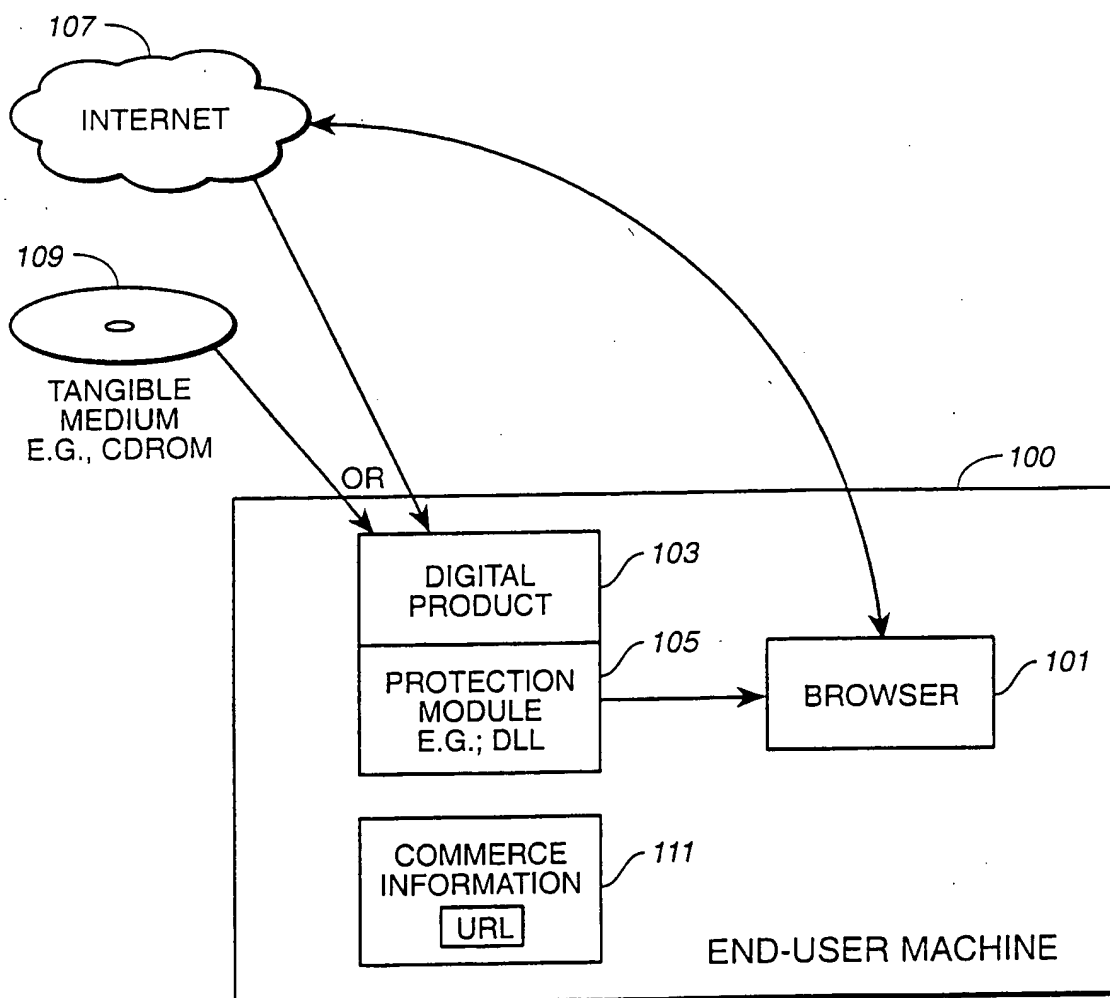 107
INTERNET
109
TANGIBLE
MEDIUM
E.G., CDROM
OR
100
DIGITAL
PRODUCT
103
PROTECTION
MODULE
E.G.; DLL
105
BROWSER
101
COMMERCE
INFORMATION
URL
111
END-USER MACHINE